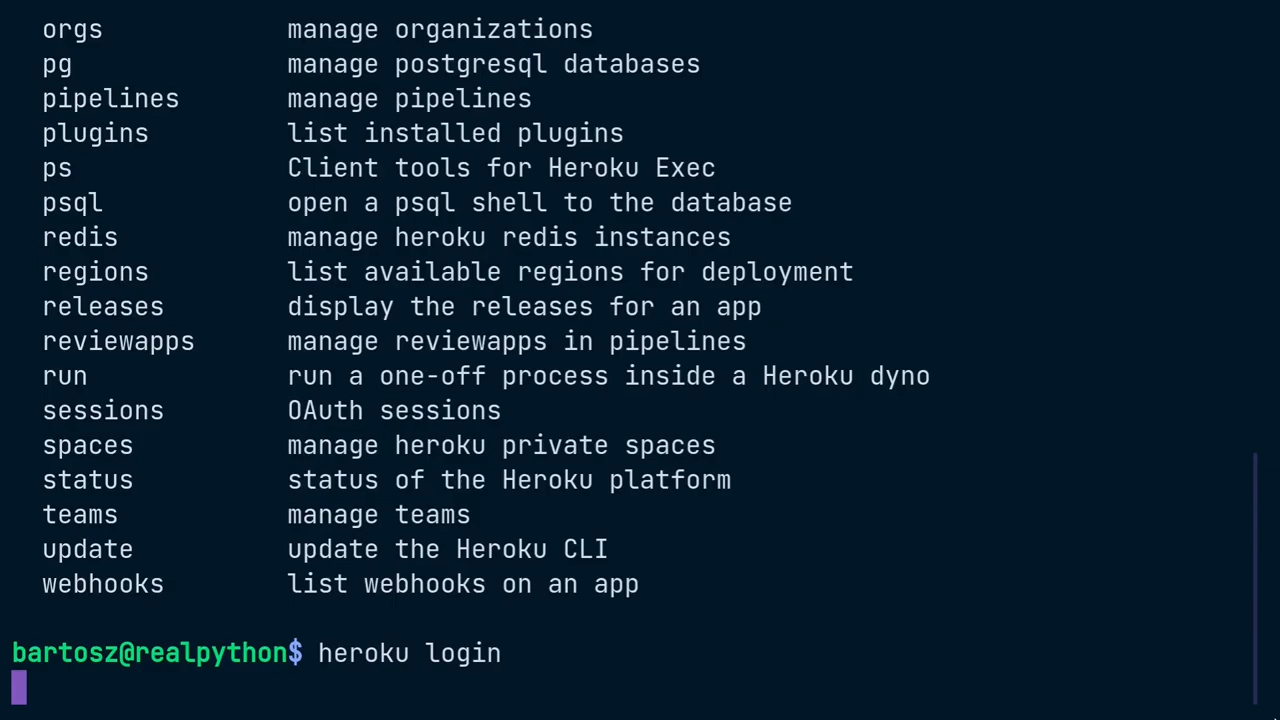 orgs manage organizations
pg manage postgresql databases
pipelines manage pipelines
plugins list installed plugins
ps Client tools for Heroku Exec
psql open a psql shell to the database
redis manage heroku redis instances
regions list available regions for deployment
releases display the releases for an app
reviewapps manage reviewapps in pipelines
run run a one-off process inside a Heroku dyno
sessions OAuth sessions
spaces manage heroku private spaces
status status of the Heroku platform
teams manage teams
update update the Heroku CLI
webhooks list webhooks on an app
bartosz@realpython$ heroku login